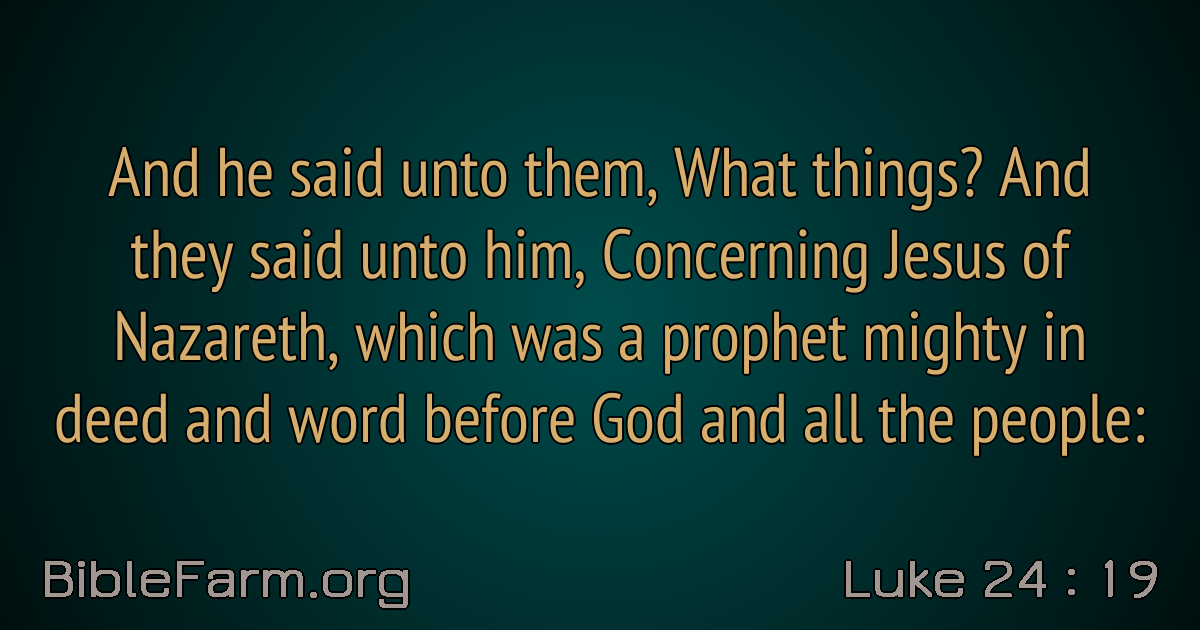 And he said unto them, What things? And
they said unto him, Concerning Jesus of
Nazareth, which was a prophet mighty in
deed and word before God and all the people:
BibleFarm.org
Luke 24 : 19